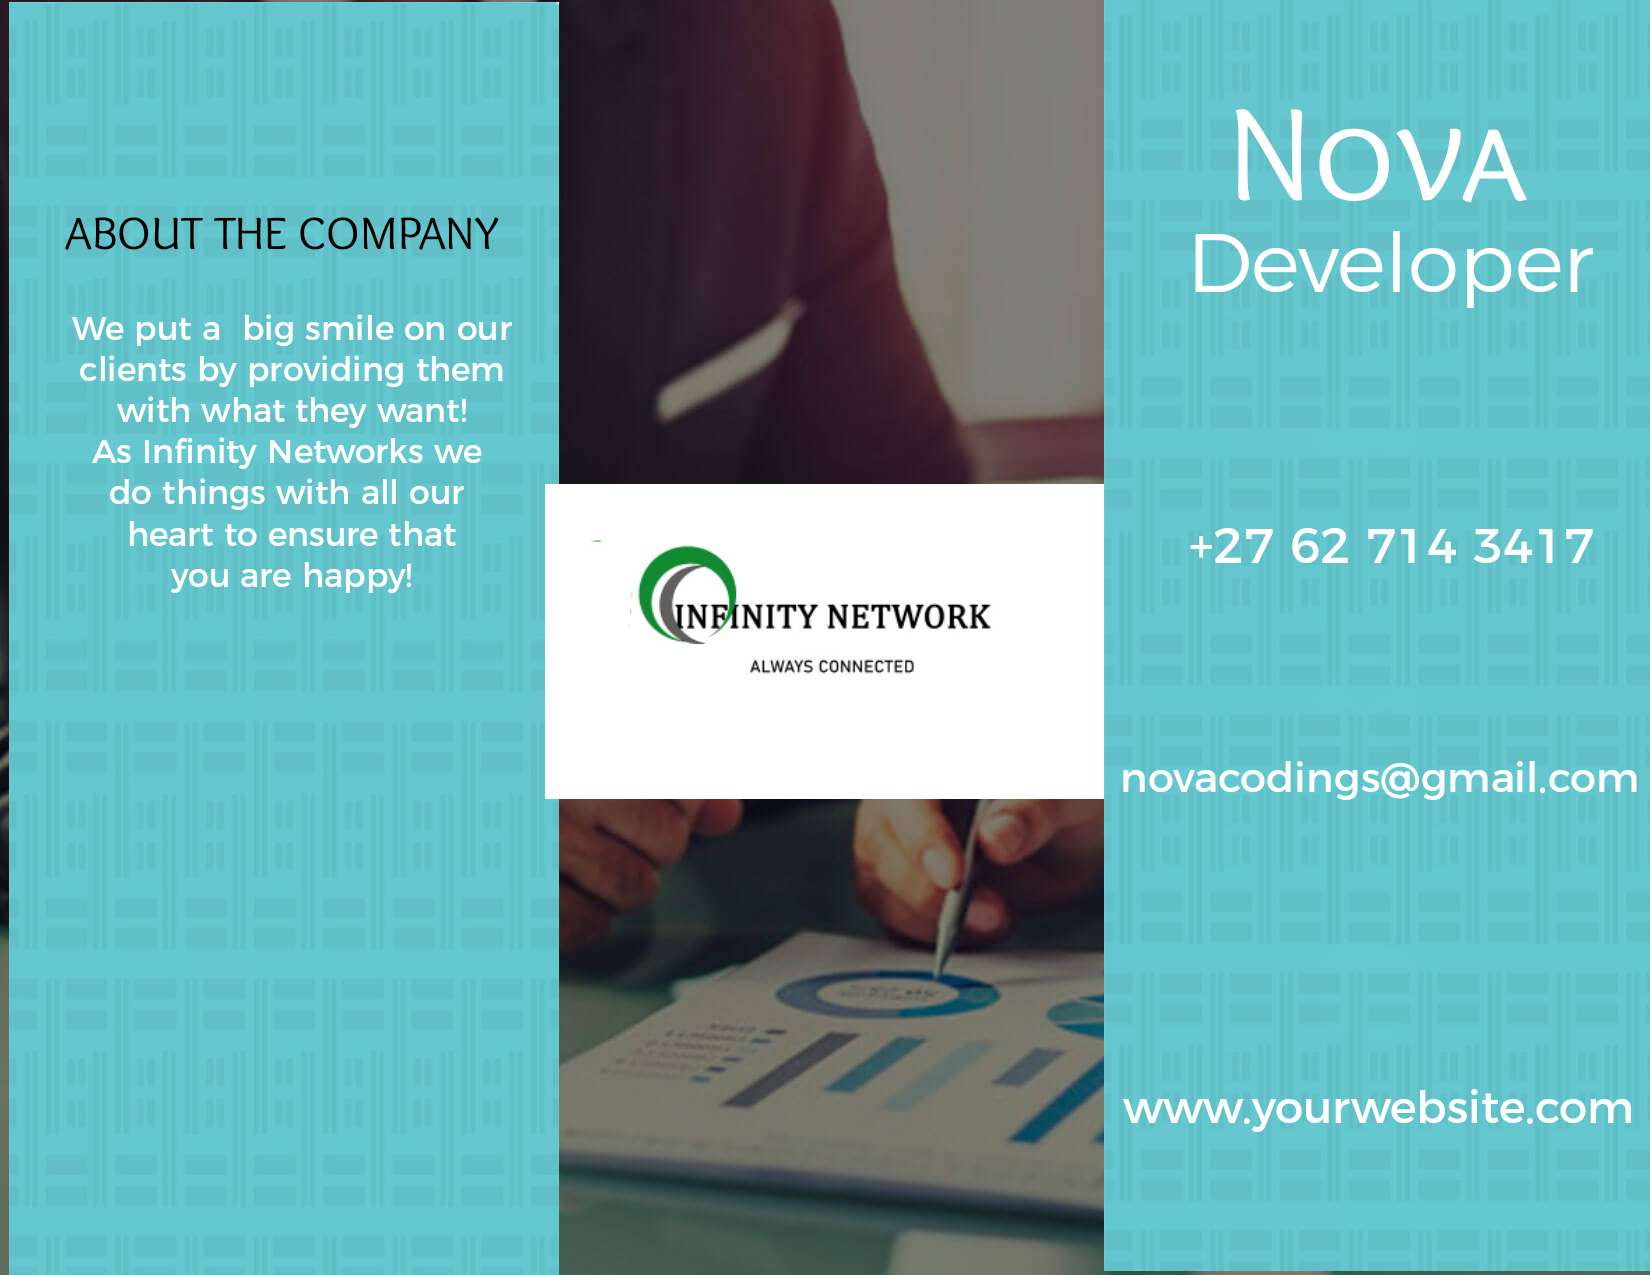 ABOUT THE COMPANY
We put a  big smile on our
clients by providing them
with what they want!
As Infinity Networks we
do things with all our
heart to ensure that
you are happy!
INFINITY NETWORK
ALWAYS CONNECTED
Nova
Developer
+27 62 714 3417
novacodings@gmail.com
www.yourwebsite.com